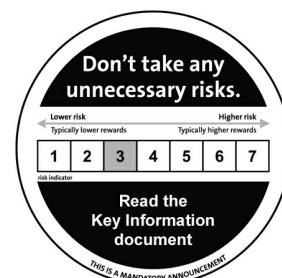 Don’t take any
unnecessary risks.
Lower risk Higher risk
Typically lower rewards Typically higher rewards
1 2 3 4 5 6 7
risk indicator
Read the
Key Information
document
THIS IS A MANDATORY ANNOUNCEMENT